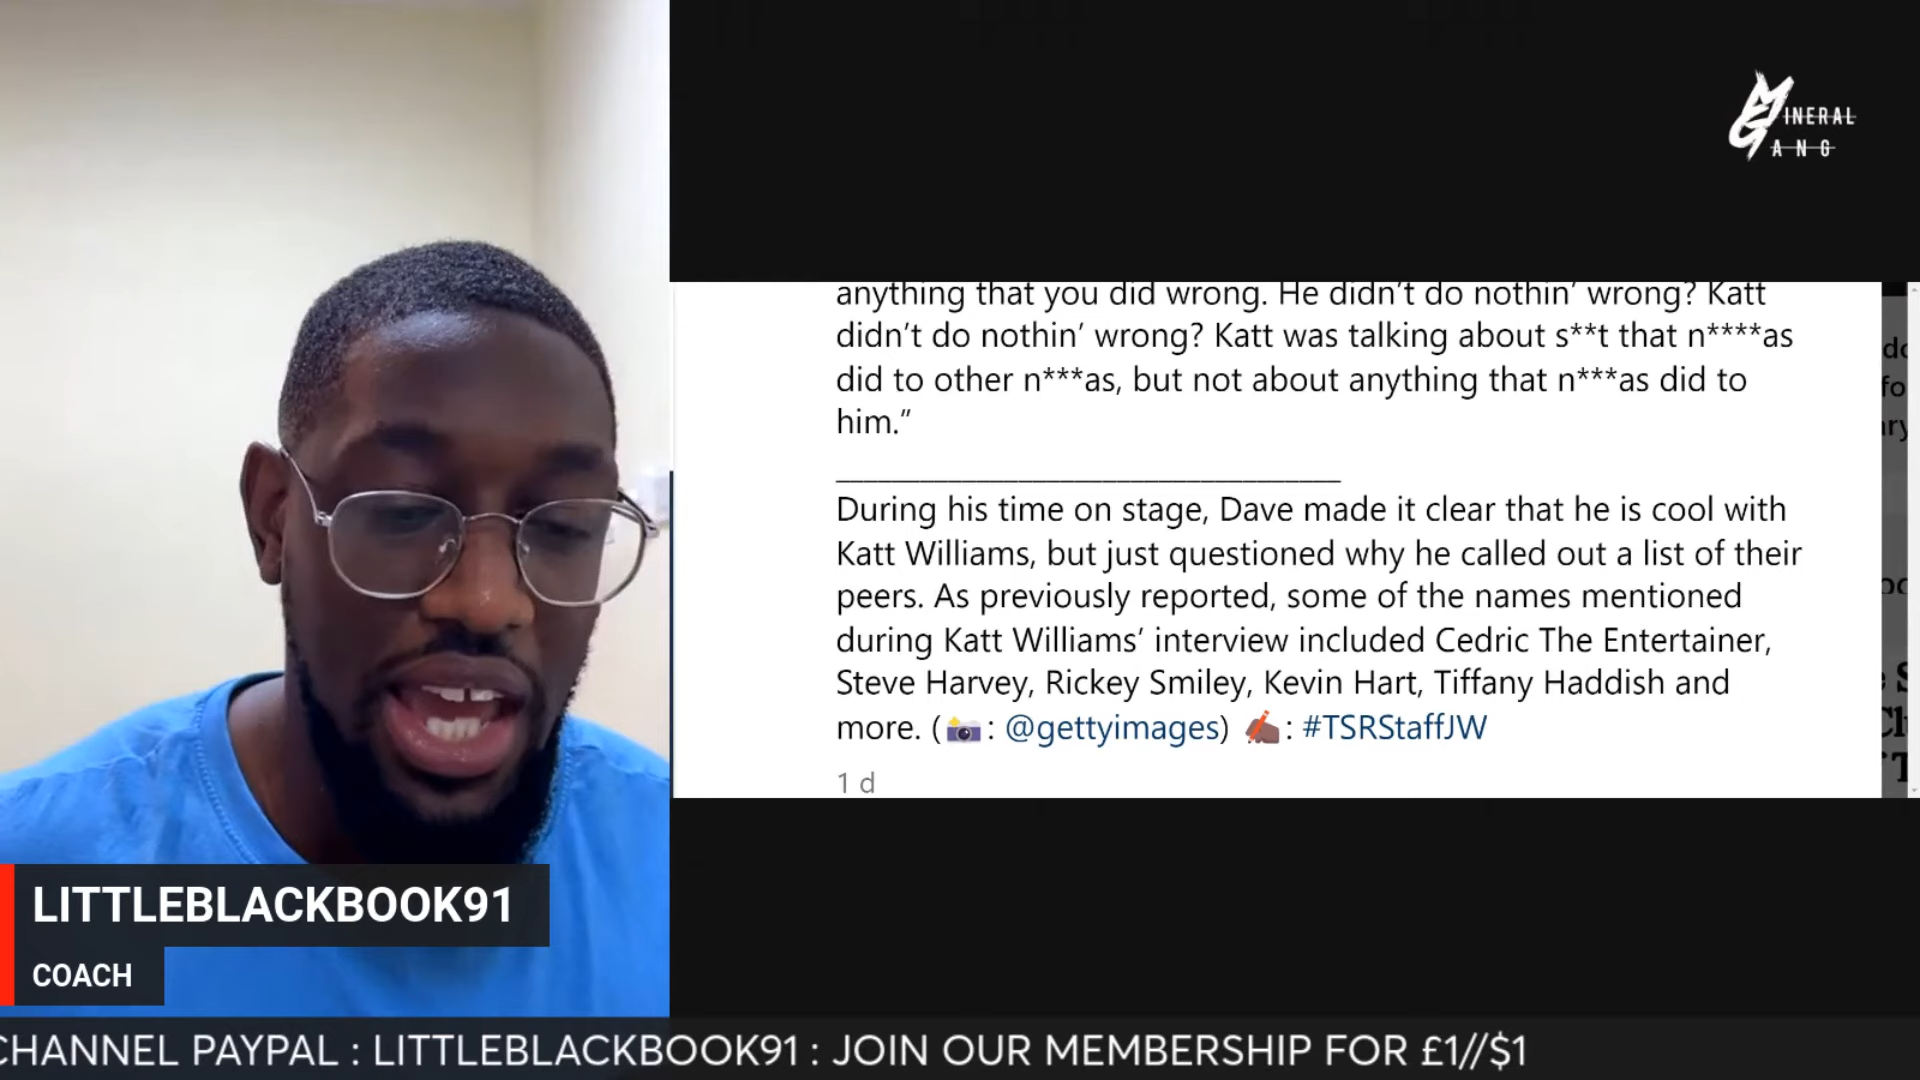 MINERAL
GANG
anything that you did wrong. He didn’t do nothin’ wrong? Katt
didn’t do nothin’ wrong? Katt was talking about s**t that n****as
did to other n***as, but not about anything that n***as did to
him.”
During his time on stage, Dave made it clear that he is cool with
Katt Williams, but just questioned why he called out a list of their
peers. As previously reported, some of the names mentioned
during Katt Williams’ interview included Cedric The Entertainer,
Steve Harvey, Rickey Smiley, Kevin Hart, Tiffany Haddish and
more. (📸: @gettyimages) ✍🏾: #TSRStaffJW
1 d
LITTLEBLACKBOOK91
COACH
CHANNEL PAYPAL : LITTLEBLACKBOOK91 : JOIN OUR MEMBERSHIP FOR £1//$1